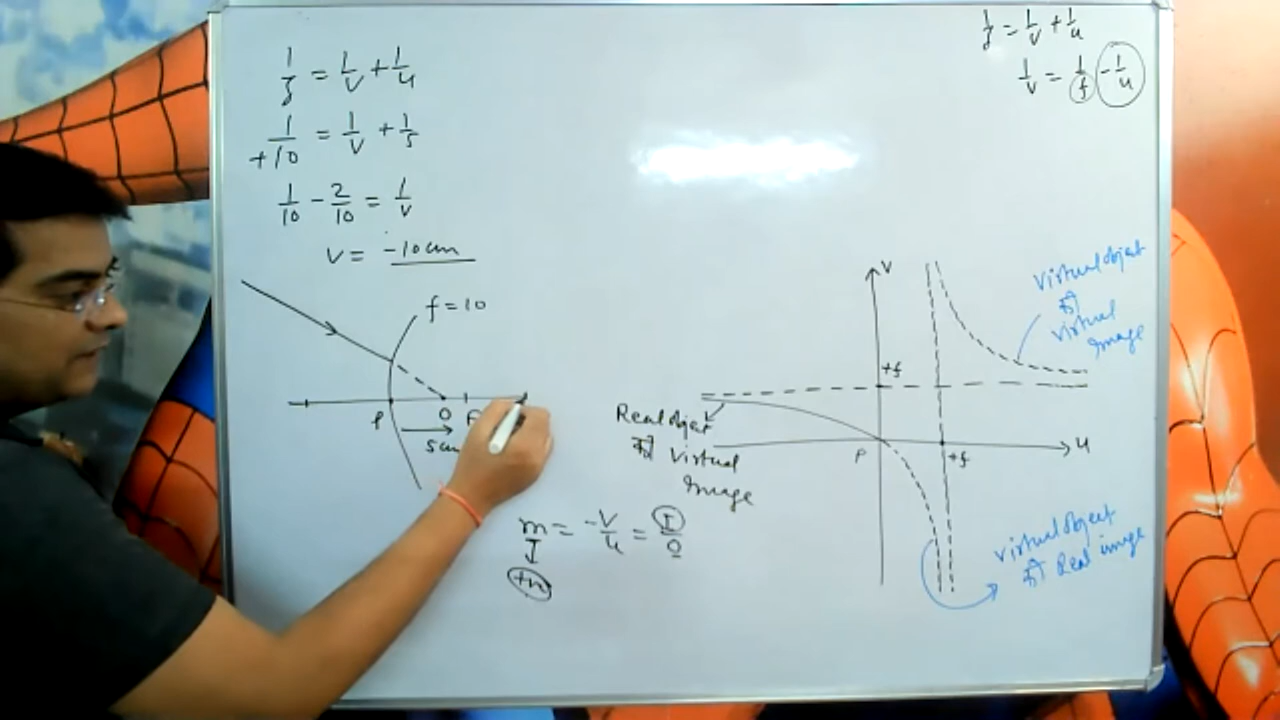 1/f = 1/v + 1/u
1/+10 = 1/v + 1/5
1/10 - 2/10 = 1/v
v = -10cm
f=10
P
O
F
5cm
m = -v/u = I/O
+ve
1/f = 1/v + 1/u
1/v = 1/f - 1/u
v
+f
u
+f
P
Real object
की virtual
Image
virtual object
की
virtual
Image
virtual object
की Real image